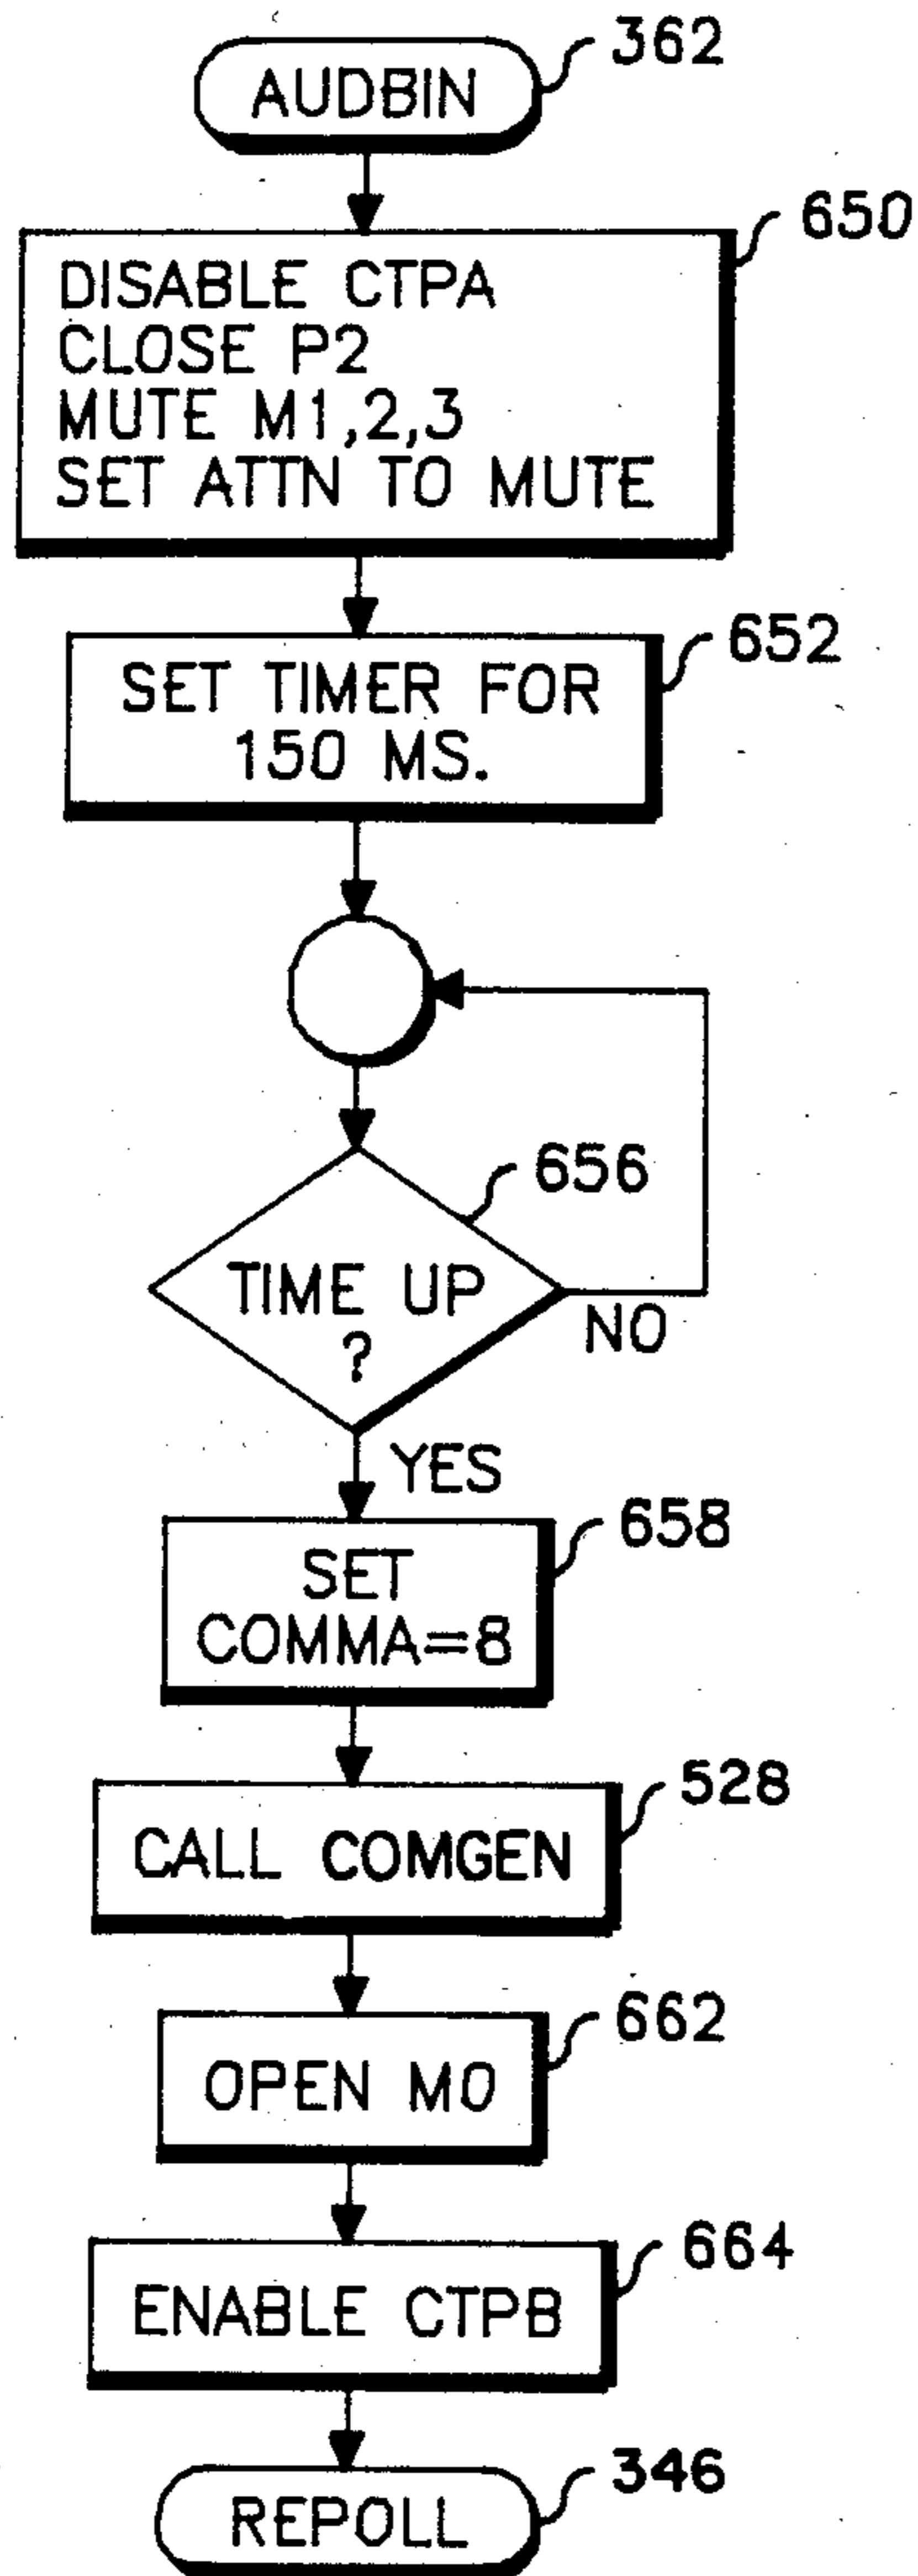 362
AUDBIN
650
DISABLE CTPA
CLOSE P2
MUTE M1,2,3
SET ATTN TO MUTE
652
SET TIMER FOR
150 MS.
656
TIME UP
?
NO
YES
658
SET
COMMA=8
528
CALL COMGEN
662
OPEN M0
664
ENABLE CTPB
346
REPOLL